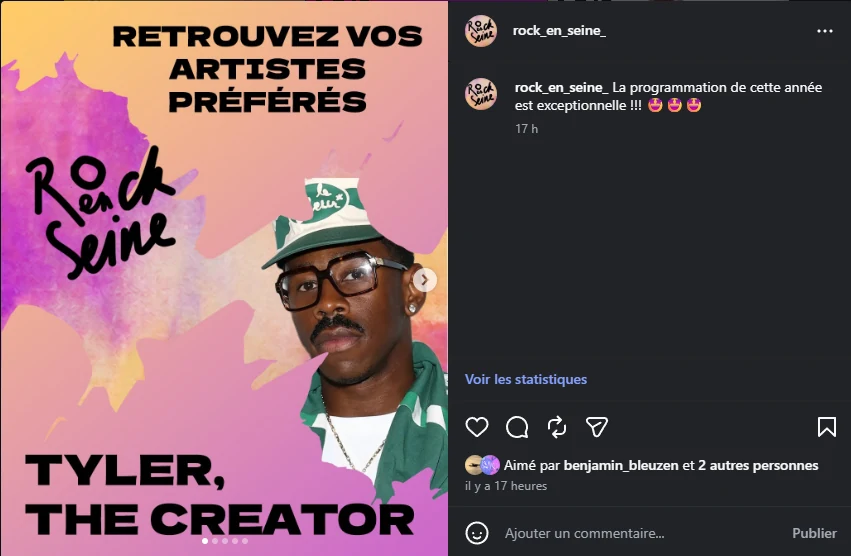 RETROUVEZ VOS
ARTISTES
PRÉFÉRÉS
Rock
en
Seine
TYLER,
THE CREATOR
rock_en_seine_
rock_en_seine_ La programmation de cette année
est exceptionnelle !!! 🤩🤩🤩
17 h
Voir les statistiques
Aimé par benjamin_bleuzen et 2 autres personnes
il y a 17 heures
Ajouter un commentaire...
Publier